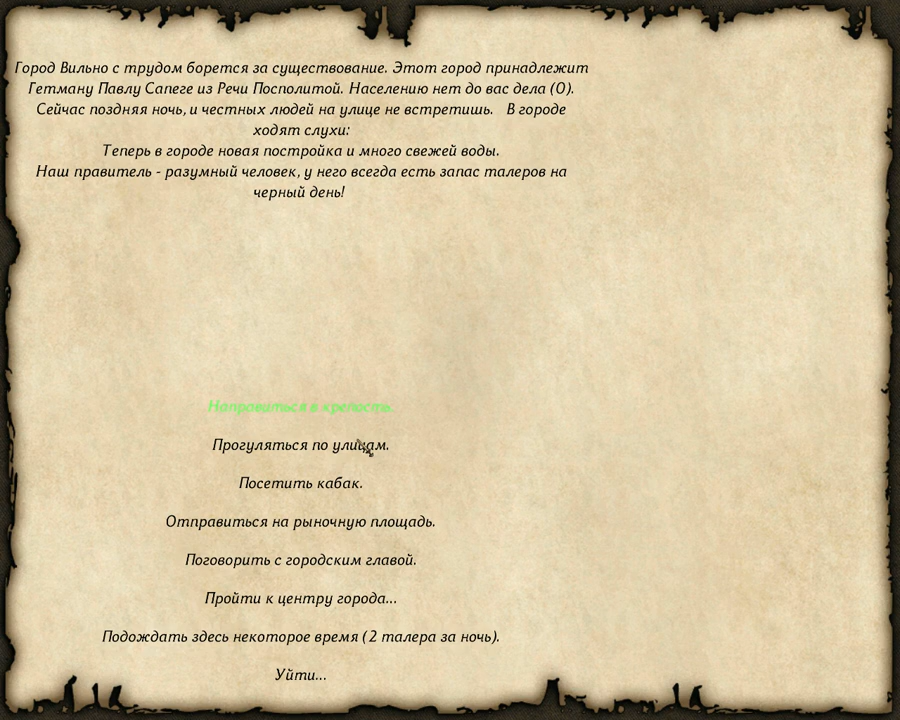 Город Вильно с трудом борется за существование. Этот город принадлежит
Гетману Павлу Сапеге из Речи Посполитой. Населению нет до вас дела (0).
Сейчас поздняя ночь, и честных людей на улице не встретишь. В городе
ходят слухи:
Теперь в городе новая постройка и много свежей воды.
Наш правитель - разумный человек, у него всегда есть запас талеров на
черный день!
Направиться в крепость.
Прогуляться по улицам.
Посетить кабак.
Отправиться на рыночную площадь.
Поговорить с городским главой.
Пройти к центру города...
Подождать здесь некоторое время (2 талера за ночь).
Уйти...